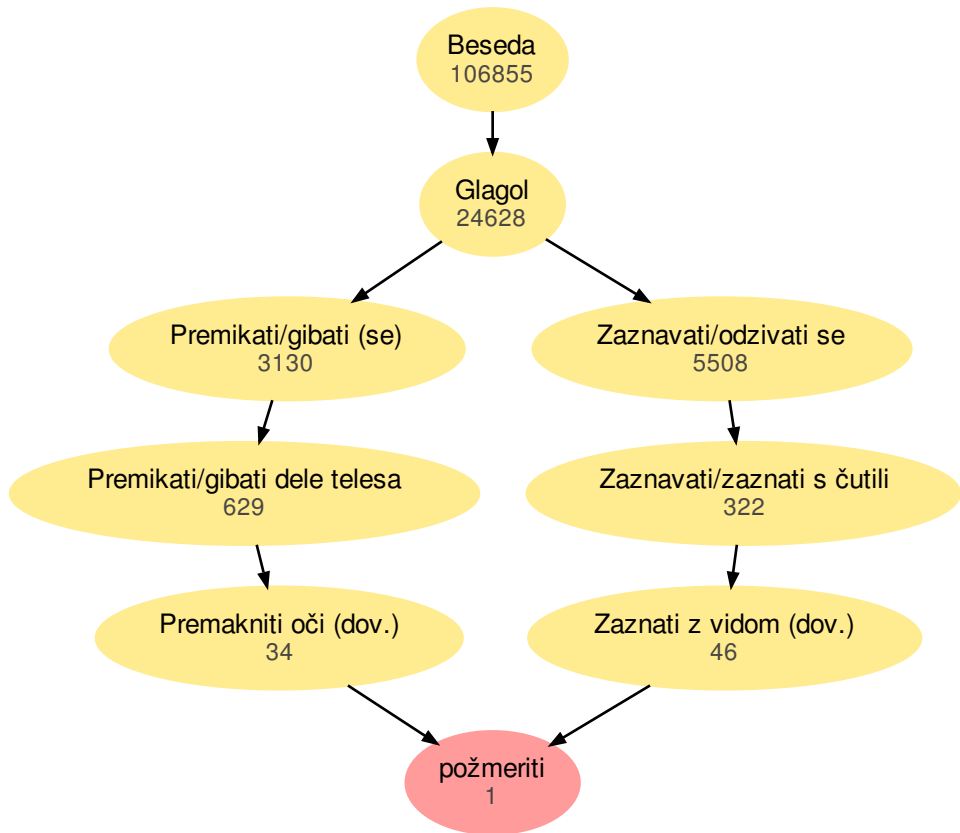 Beseda
106855
Glagol
24628
Premikati/gibati (se)
3130
Zaznavati/odzivati se
5508
Premikati/gibati dele telesa
629
Zaznavati/zaznati s čutili
322
Premakniti oči (dov.)
34
Zaznati z vidom (dov.)
46
požmeriti
1